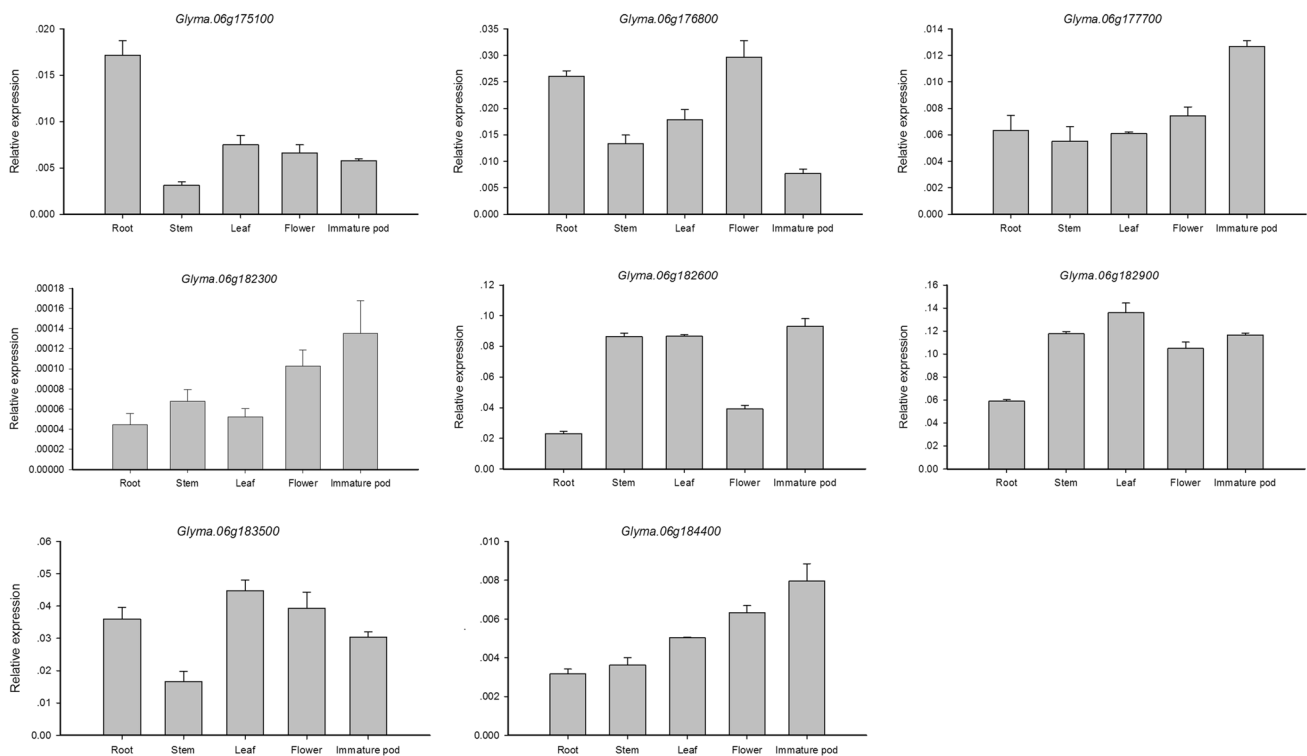 Glyma.06g175100
Relative expression
.020
.015
.010
.005
0.000
Root Stem Leaf Flower Immature pod
Glyma.06g176800
Relative expression
.035
.030
.025
.020
.015
.010
.005
0.000
Root Stem Leaf Flower Immature pod
Glyma.06g177700
Relative expression
.014
.012
.010
.008
.006
.004
.002
0.000
Root Stem Leaf Flower Immature pod
Glyma.06g182300
Relative expression
.00018
.00016
.00014
.00012
.00010
.00008
.00006
.00004
.00002
0.00000
Root Stem Leaf Flower Immature pod
Glyma.06g182600
Relative expression
.12
.10
.08
.06
.04
.02
0.00
Root Stem Leaf Flower Immature pod
Glyma.06g182900
Relative expression
.16
.14
.12
.10
.08
.06
.04
.02
0.00
Root Stem Leaf Flower Immature pod
Glyma.06g183500
Relative expression
.06
.05
.04
.03
.02
.01
0.00
Root Stem Leaf Flower Immature pod
Glyma.06g184400
Relative expression
.010
.008
.006
.004
.002
0.000
Root Stem Leaf Flower Immature pod